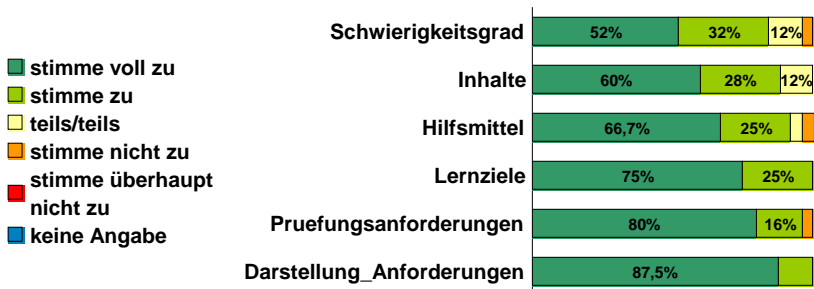 stimme voll zu
stimme zu
teils/teils
stimme nicht zu
stimme überhaupt
nicht zu
keine Angabe
Schwierigkeitsgrad 52% 32% 12%
Inhalte 60% 28% 12%
Hilfsmittel 66,7% 25%
Lernziele 75% 25%
Pruefungsanforderungen 80% 16%
Darstellung_Anforderungen 87,5%